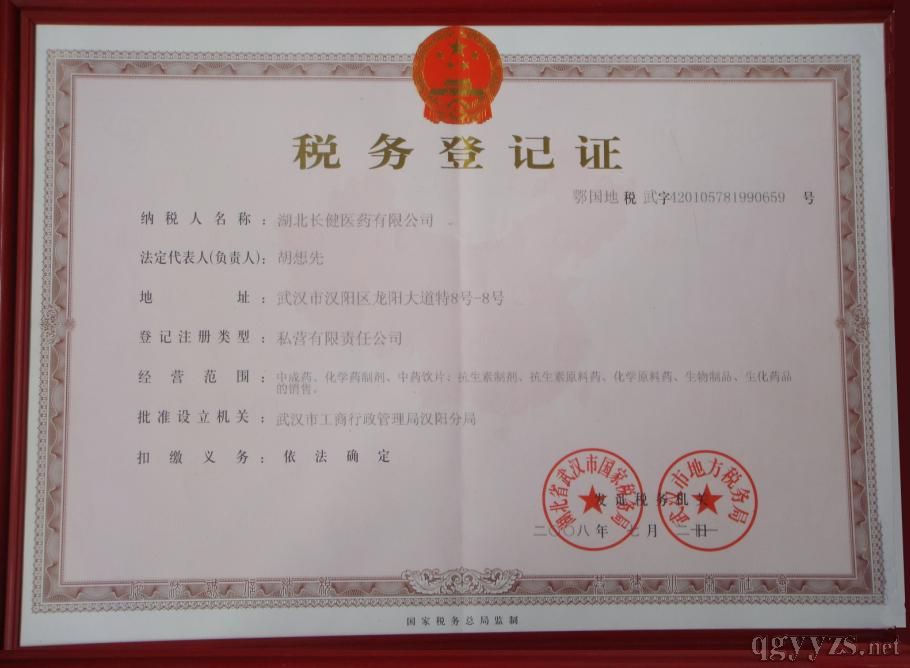 税务登记证
鄂国地 税 武字420105781990659 号
纳税人名称: 湖北长健医药有限公司
法定代表人(负责人): 胡想先
地址: 武汉市汉阳区龙阳大道特8号-8号
登记注册类型: 私营有限责任公司
经营范围: 中成药、化学药制剂、中药饮片;抗生素制剂、抗生素原料药、化学原料药、生物制品、生化药品
的销售。
批准设立机关: 武汉市工商行政管理局汉阳分局
扣缴义务: 依法确定
湖北省武汉市国家税务局
武汉市地方税务局
发证税务机关
二〇〇八年 七月
国家税务总局监制
qgyyzs.net